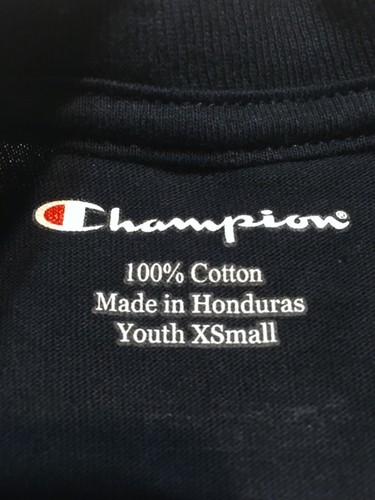 Champion®
100% Cotton
Made in Honduras
Youth XSmall